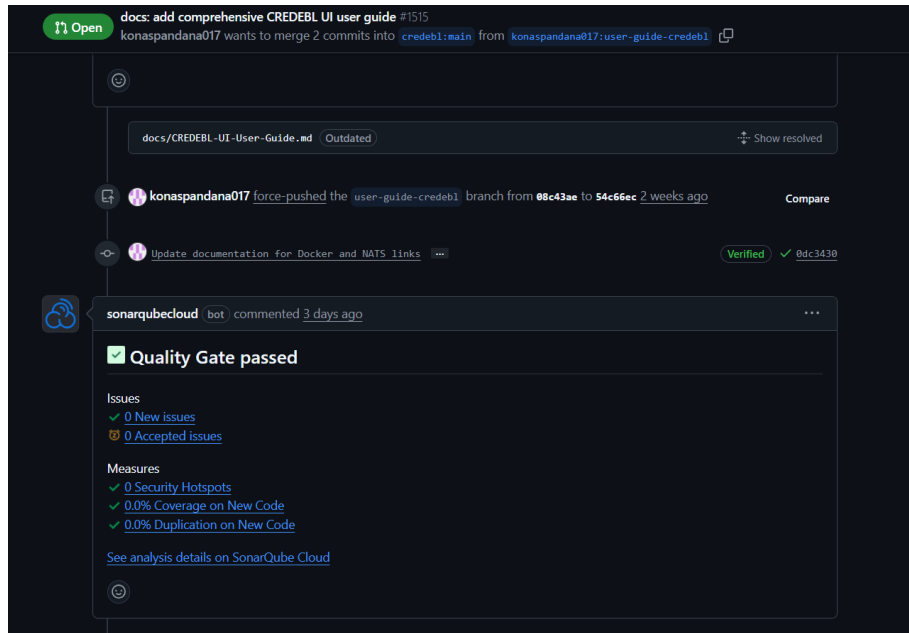 Open
docs: add comprehensive CREDEBL UI user guide #1515
konaspandana017 wants to merge 2 commits into credebl:main from konaspandana017:user-guide-credebl
docs/CREDEBL-UI-User-Guide.md Outdated Show resolved
konaspandana017 force-pushed the user-guide-credebl branch from 08c43ae to 54c66ec 2 weeks ago Compare
Update documentation for Docker and NATS links ... Verified 0dc3430
sonarqubecloud bot commented 3 days ago ...
Quality Gate passed
Issues
0 New issues
0 Accepted issues
Measures
0 Security Hotspots
0.0% Coverage on New Code
0.0% Duplication on New Code
See analysis details on SonarQube Cloud